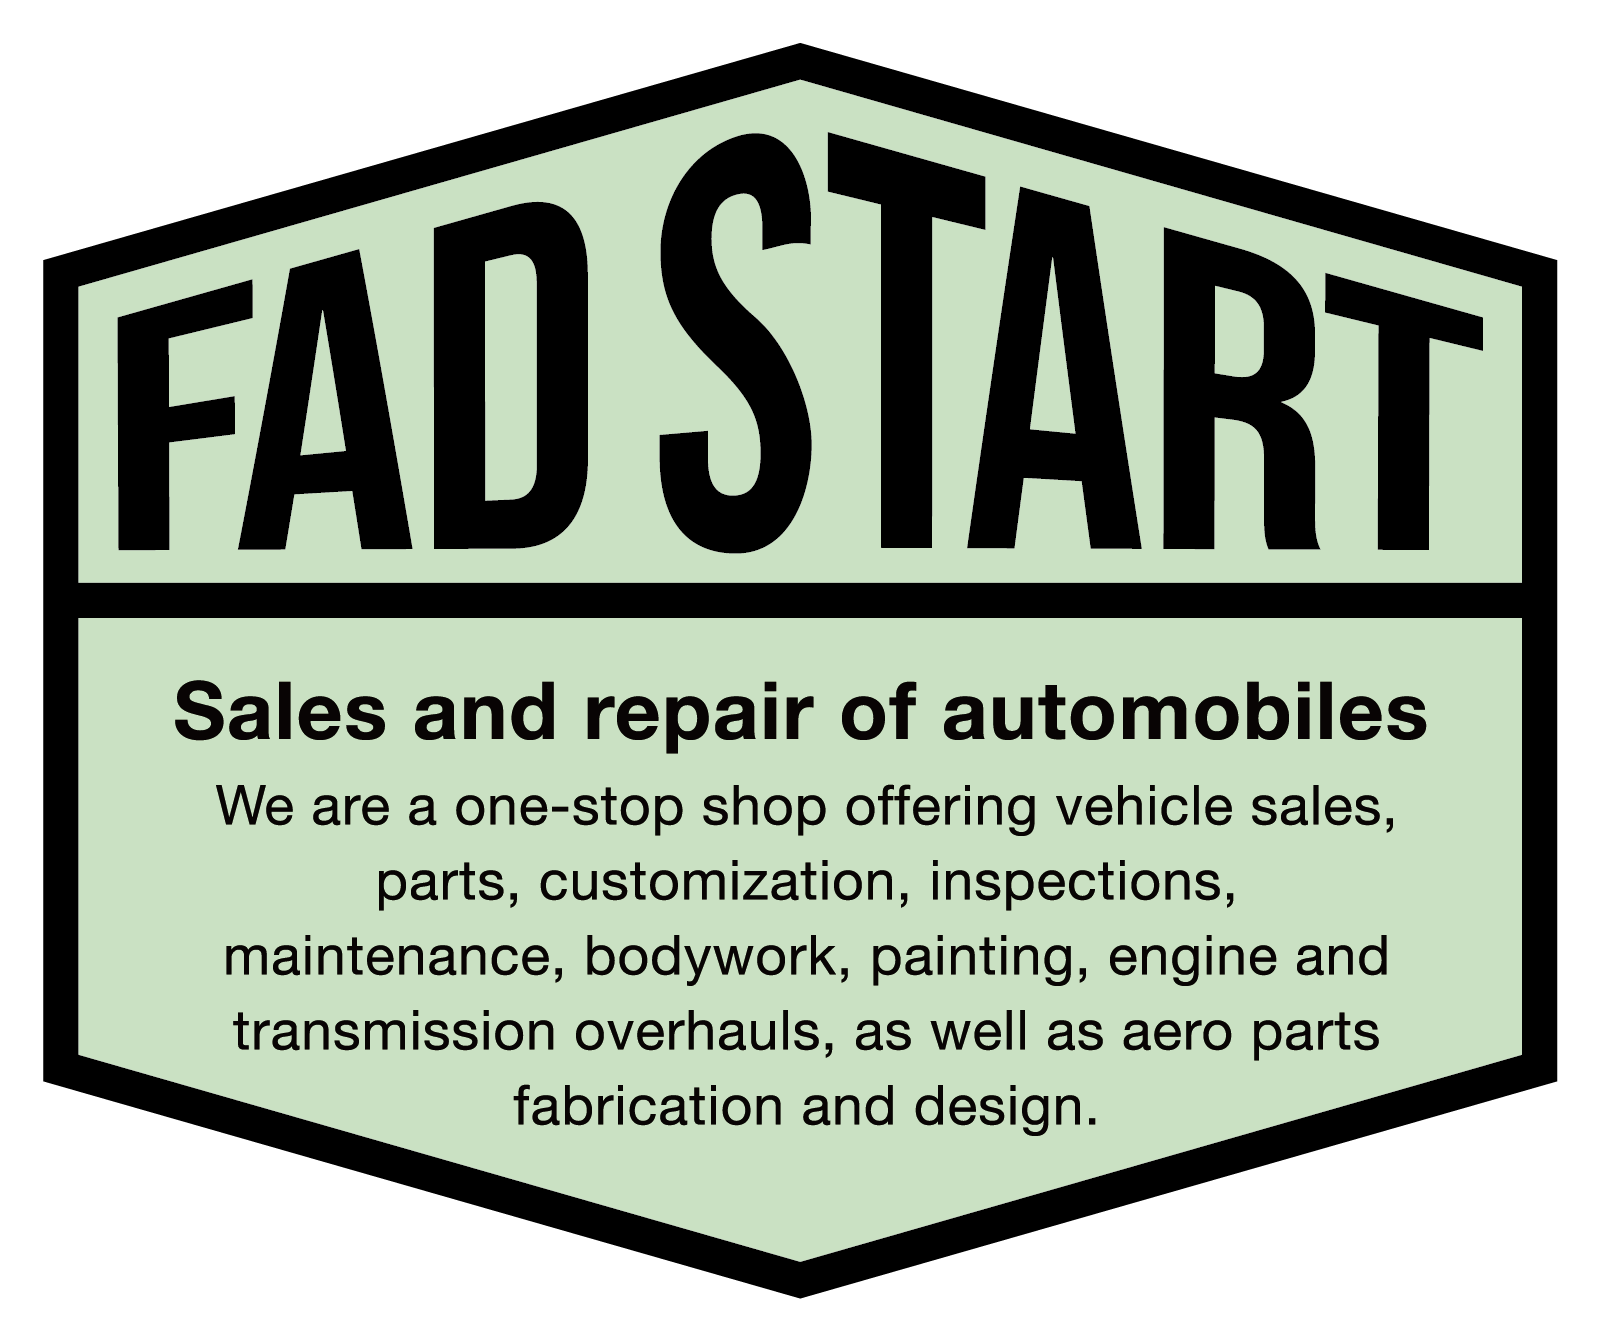 FAD START
Sales and repair of automobiles
We are a one-stop shop offering vehicle sales,
parts, customization, inspections,
maintenance, bodywork, painting, engine and
transmission overhauls, as well as aero parts
fabrication and design.